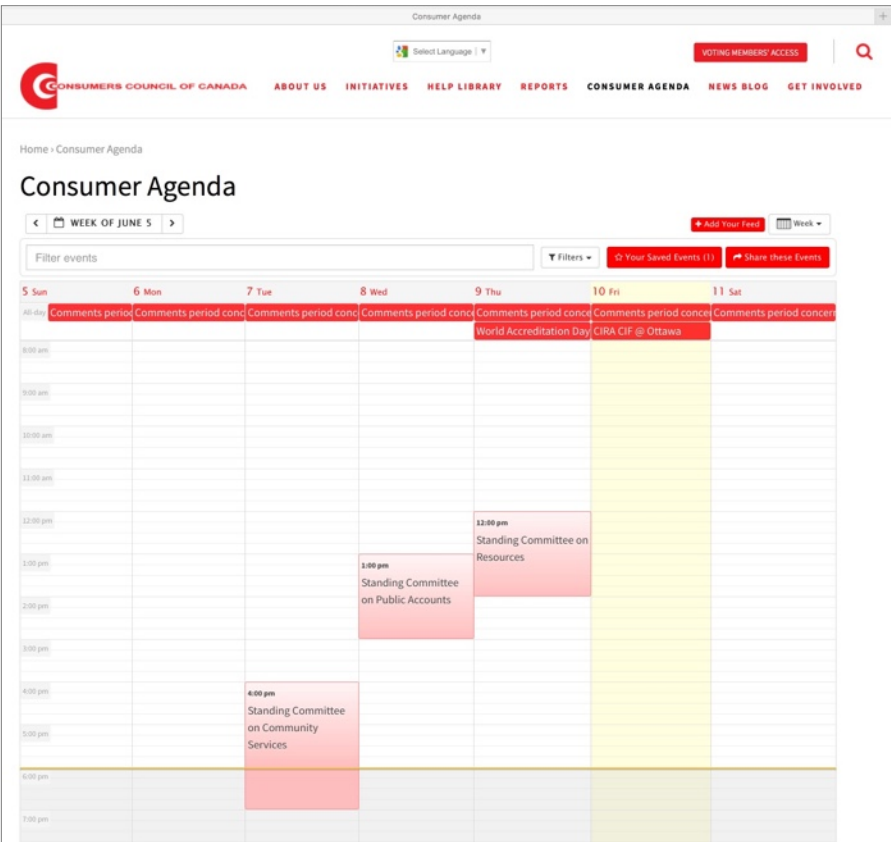 Consumer Agenda
Select Language ▼
VOTING MEMBERS' ACCESS
CONSUMERS COUNCIL OF CANADA
ABOUT US INITIATIVES HELP LIBRARY REPORTS CONSUMER AGENDA NEWS BLOG GET INVOLVED
Home › Consumer Agenda
Consumer Agenda
WEEK OF JUNE 5
+ Add Your Feed
Week
Filter events
Filters
Your Saved Events (1)
Share these Events
5 Sun 6 Mon 7 Tue 8 Wed 9 Thu 10 Fri 11 Sat
All-day Comments period Comments period conc Comments period conc Comments period conce Comments period conce Comments period concer Comments period concern
World Accreditation Day CIRA CIF @ Ottawa
8:00 am
9:00 am
10:00 am
11:00 am
12:00 pm
12:00 pm
Standing Committee on
Resources
1:00 pm
1:00 pm
Standing Committee
on Public Accounts
2:00 pm
3:00 pm
4:00 pm
4:00 pm
Standing Committee
on Community
Services
5:00 pm
6:00 pm
7:00 pm